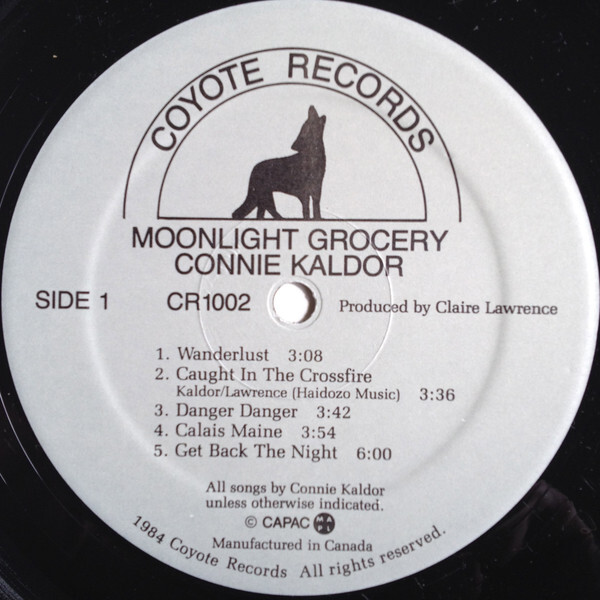 COYOTE RECORDS
MOONLIGHT GROCERY
CONNIE KALDOR
SIDE 1 CR1002 Produced by Claire Lawrence
1. Wanderlust 3:08
2. Caught In The Crossfire
Kaldor/Lawrence (Haidozo Music) 3:36
3. Danger Danger 3:42
4. Calais Maine 3:54
5. Get Back The Night 6:00
All songs by Connie Kaldor
unless otherwise indicated.
© CAPAC
Manufactured in Canada
1984 Coyote Records All rights reserved.